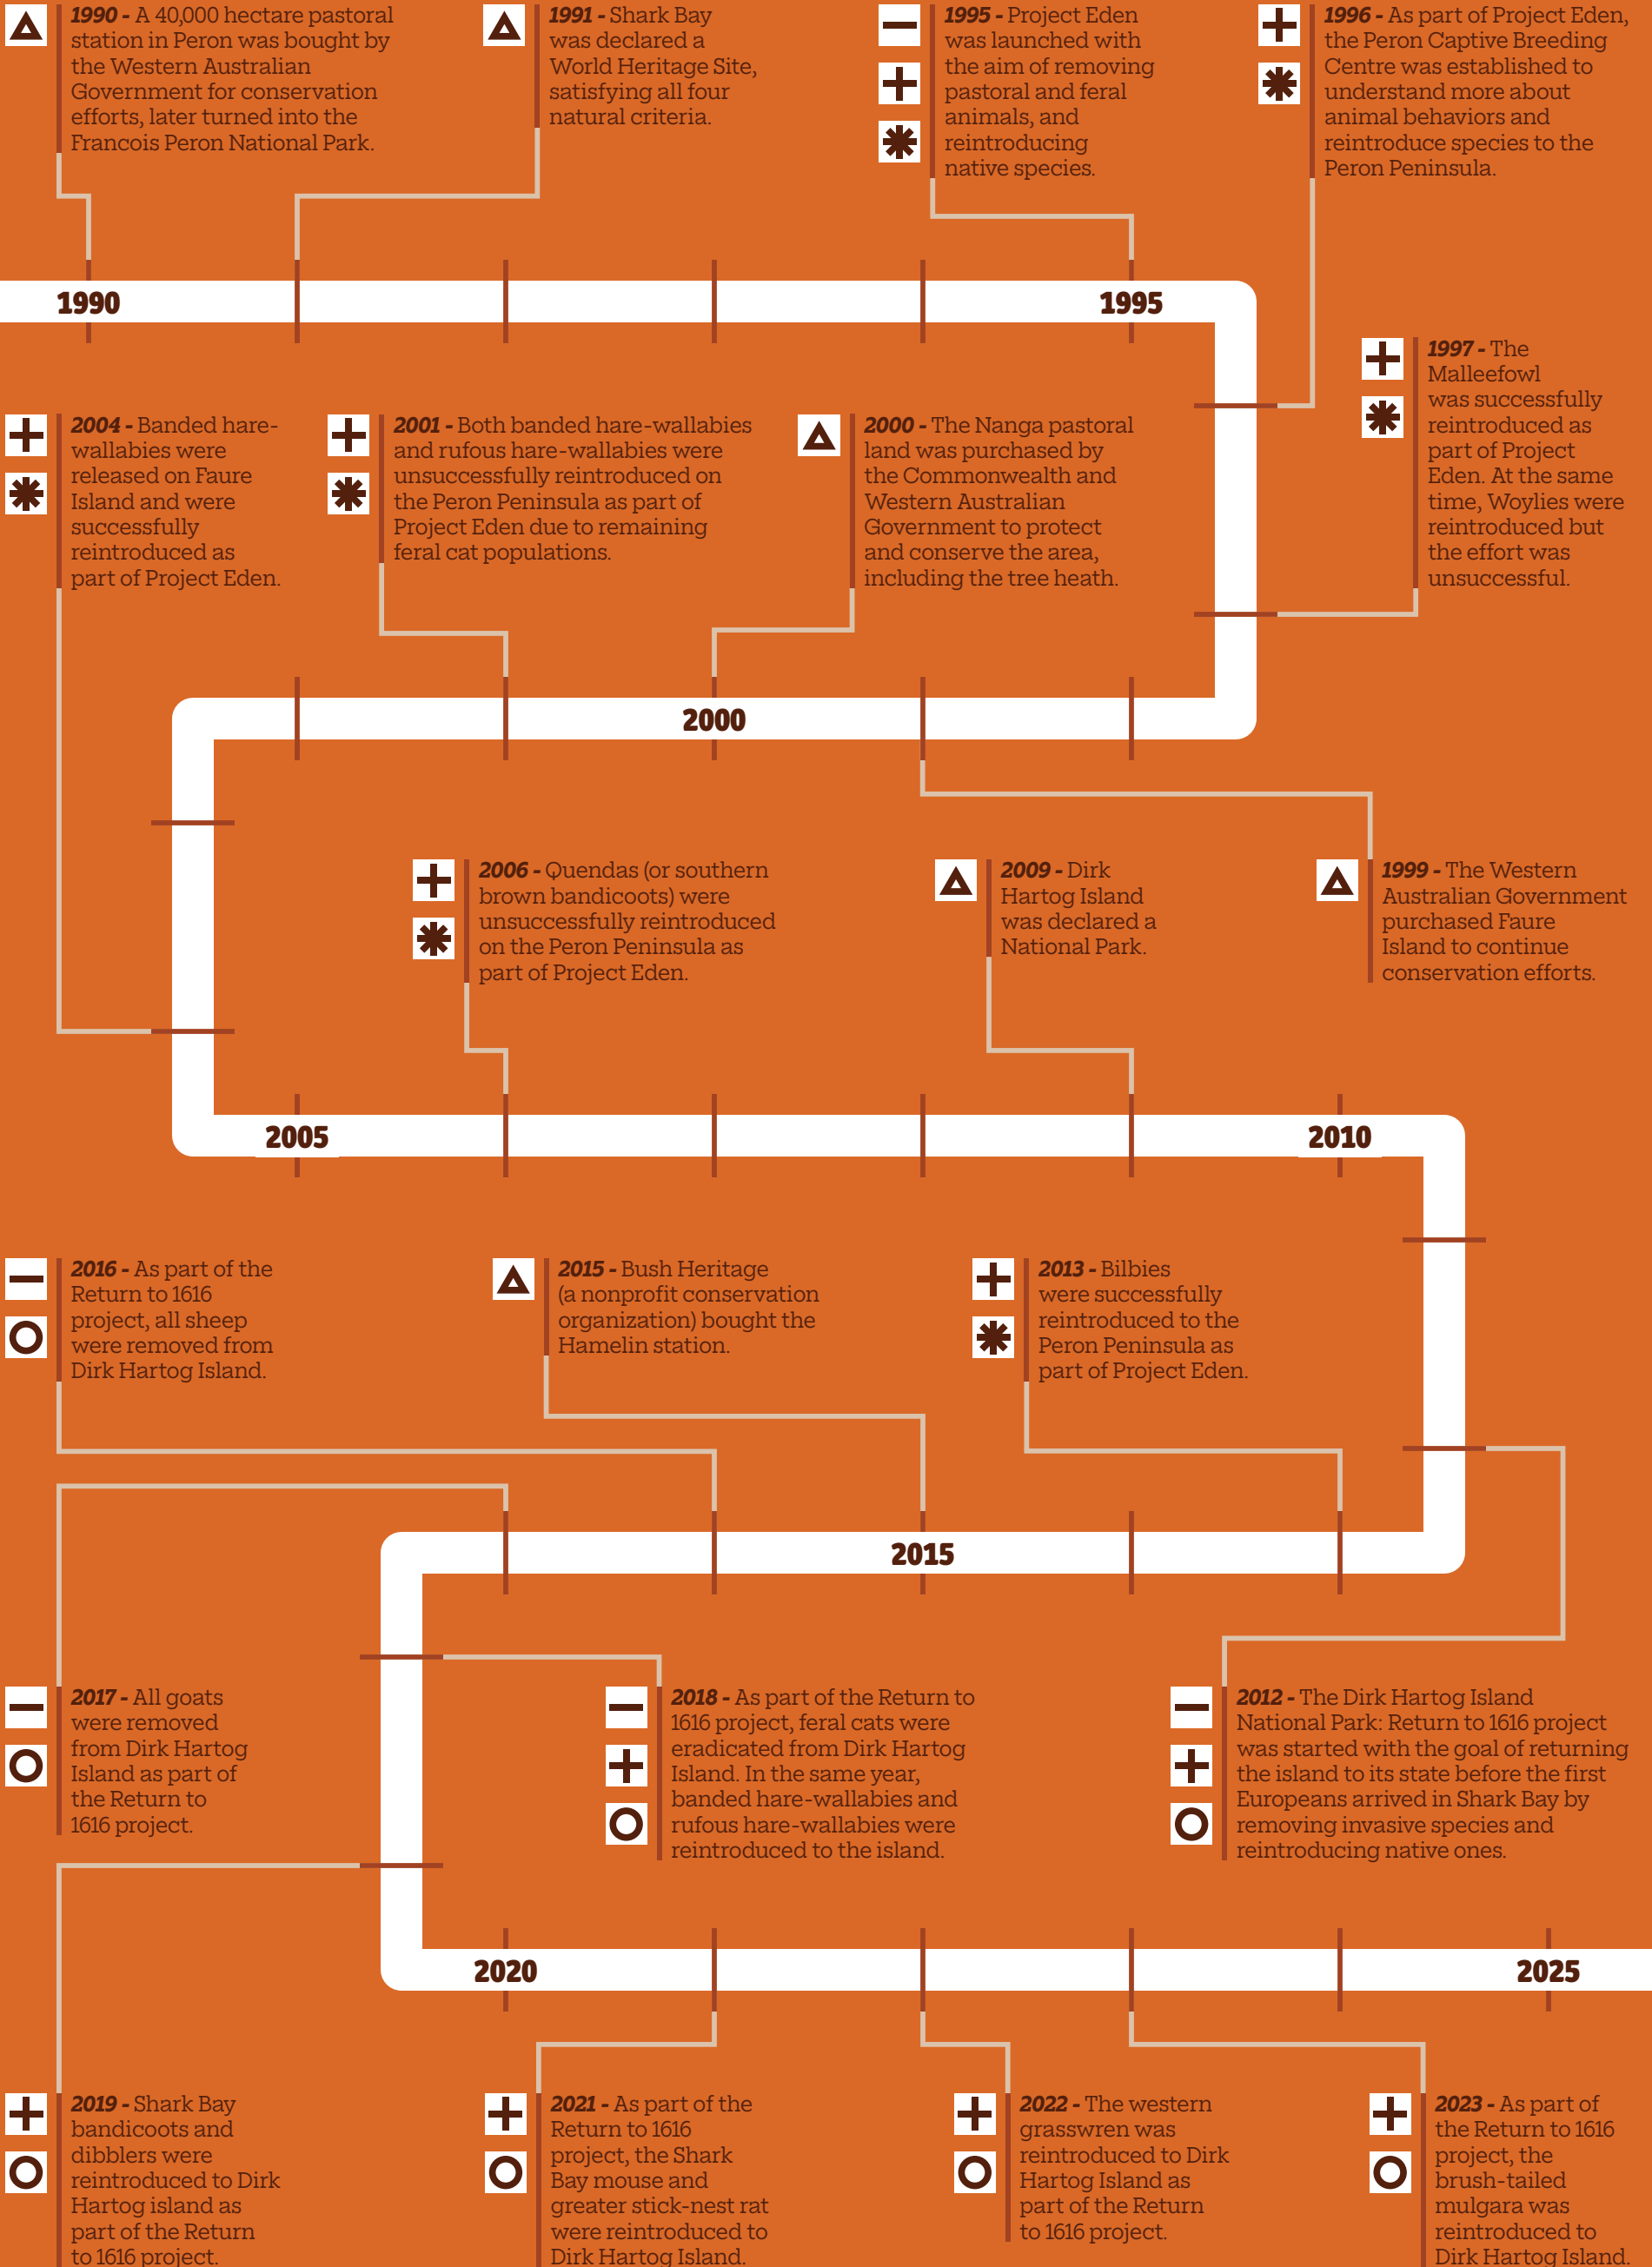 1990 - A 40,000 hectare pastoral
station in Peron was bought by
the Western Australian
Government for conservation
efforts, later turned into the
Francois Peron National Park.
1991 - Shark Bay
was declared a
World Heritage Site,
satisfying all four
natural criteria.
1995 - Project Eden
was launched with
the aim of removing
pastoral and feral
animals, and
reintroducing
native species.
1996 - As part of Project Eden,
the Peron Captive Breeding
Centre was established to
understand more about
animal behaviors and
reintroduce species to the
Peron Peninsula.
1990
1995
1997 - The
Malleefowl
was successfully
reintroduced as
part of Project
Eden. At the same
time, Woylies were
reintroduced but
the effort was
unsuccessful.
2004 - Banded hare-
wallabies were
released on Faure
Island and were
successfully
reintroduced as
part of Project Eden.
2001 - Both banded hare-wallabies
and rufous hare-wallabies were
unsuccessfully reintroduced on
the Peron Peninsula as part of
Project Eden due to remaining
feral cat populations.
2000 - The Nanga pastoral
land was purchased by
the Commonwealth and
Western Australian
Government to protect
and conserve the area,
including the tree heath.
2000
2006 - Quendas (or southern
brown bandicoots) were
unsuccessfully reintroduced
on the Peron Peninsula as
part of Project Eden.
2009 - Dirk
Hartog Island
was declared a
National Park.
1999 - The Western
Australian Government
purchased Faure
Island to continue
conservation efforts.
2005
2010
2016 - As part of the
Return to 1616
project, all sheep
were removed from
Dirk Hartog Island.
2015 - Bush Heritage
(a nonprofit conservation
organization) bought the
Hamelin station.
2013 - Bilbies
were successfully
reintroduced to the
Peron Peninsula as
part of Project Eden.
2015
2017 - All goats
were removed
from Dirk Hartog
Island as part of
the Return to
1616 project.
2018 - As part of the Return to
1616 project, feral cats were
eradicated from Dirk Hartog
Island. In the same year,
banded hare-wallabies and
rufous hare-wallabies were
reintroduced to the island.
2012 - The Dirk Hartog Island
National Park: Return to 1616 project
was started with the goal of returning
the island to its state before the first
Europeans arrived in Shark Bay by
removing invasive species and
reintroducing native ones.
2020
2025
2019 - Shark Bay
bandicoots and
dibblers were
reintroduced to Dirk
Hartog island as
part of the Return
to 1616 project.
2021 - As part of the
Return to 1616
project, the Shark
Bay mouse and
greater stick-nest rat
were reintroduced to
Dirk Hartog Island.
2022 - The western
grasswren was
reintroduced to Dirk
Hartog Island as
part of the Return
to 1616 project.
2023 - As part of
the Return to 1616
project, the
brush-tailed
mulgara was
reintroduced to
Dirk Hartog Island.